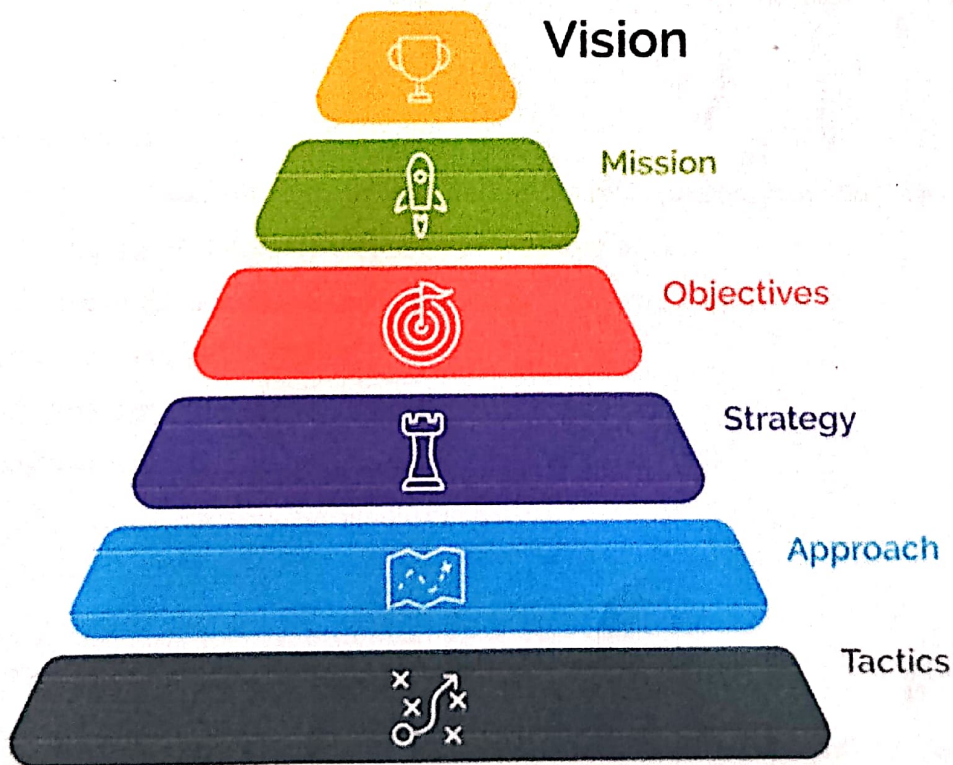 Vision
Mission
Objectives
Strategy
Approach
Tactics